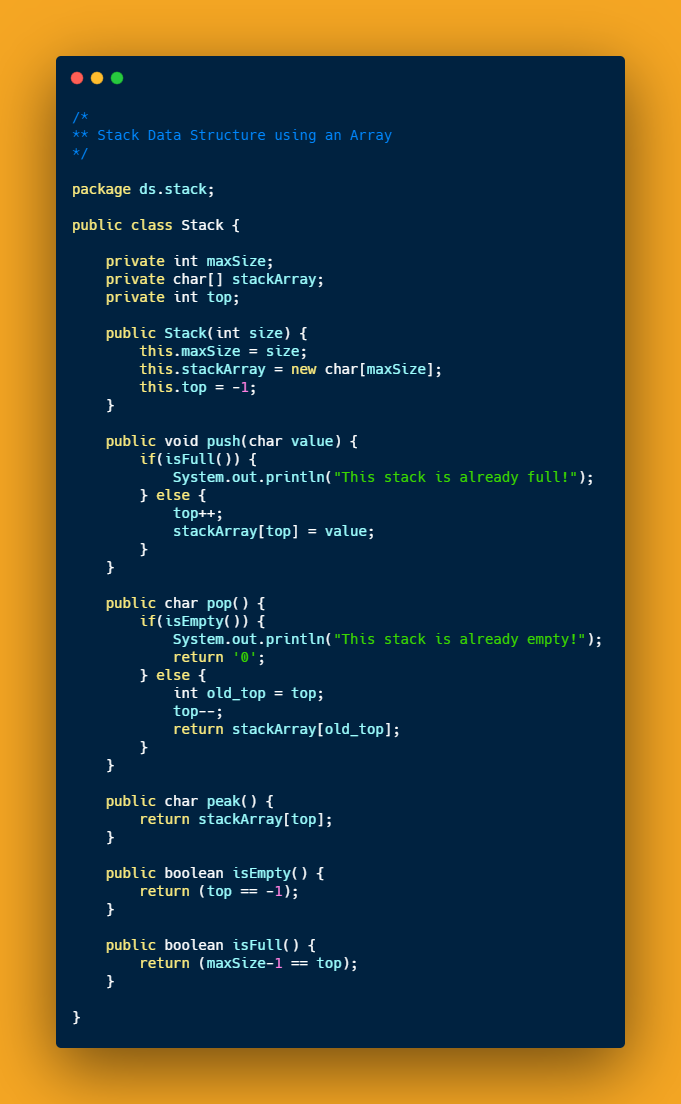 /*
** Stack Data Structure using an Array
*/

package ds.stack;

public class Stack {

    private int maxSize;
    private char[] stackArray;
    private int top;

    public Stack(int size) {
        this.maxSize = size;
        this.stackArray = new char[maxSize];
        this.top = -1;
    }

    public void push(char value) {
        if(isFull()) {
            System.out.println("This stack is already full!");
        } else {
            top++;
            stackArray[top] = value;
        }
    }

    public char pop() {
        if(isEmpty()) {
            System.out.println("This stack is already empty!");
            return '0';
        } else {
            int old_top = top;
            top--;
            return stackArray[old_top];
        }
    }

    public char peak() {
        return stackArray[top];
    }

    public boolean isEmpty() {
        return (top == -1);
    }

    public boolean isFull() {
        return (maxSize-1 == top);
    }

}